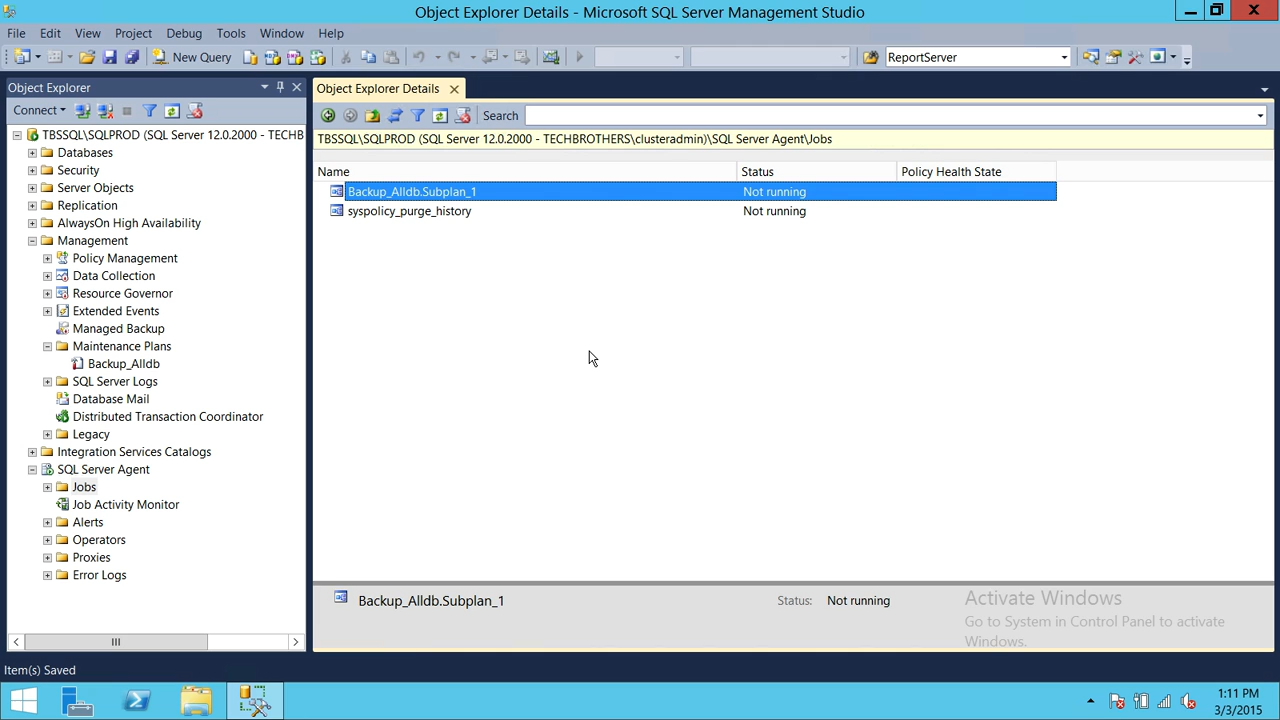 Object Explorer Details - Microsoft SQL Server Management Studio
File Edit View Project Debug Tools Window Help
New Query ReportServer
Object Explorer
Connect
TBSSQL\SQLPROD (SQL Server 12.0.2000 - TECHB
Databases
Security
Server Objects
Replication
AlwaysOn High Availability
Management
Policy Management
Data Collection
Resource Governor
Extended Events
Managed Backup
Maintenance Plans
Backup_Alldb
SQL Server Logs
Database Mail
Distributed Transaction Coordinator
Legacy
Integration Services Catalogs
SQL Server Agent
Jobs
Job Activity Monitor
Alerts
Operators
Proxies
Error Logs
Object Explorer Details
Search
TBSSQL\SQLPROD (SQL Server 12.0.2000 - TECHBROTHERS\clusteradmin)\SQL Server Agent\Jobs
Name Status Policy Health State
Backup_Alldb.Subplan_1 Not running
syspolicy_purge_history Not running
Backup_Alldb.Subplan_1 Status: Not running
Activate Windows
Go to System in Control Panel to activate
Windows.
Item(s) Saved
1:11 PM
3/3/2015